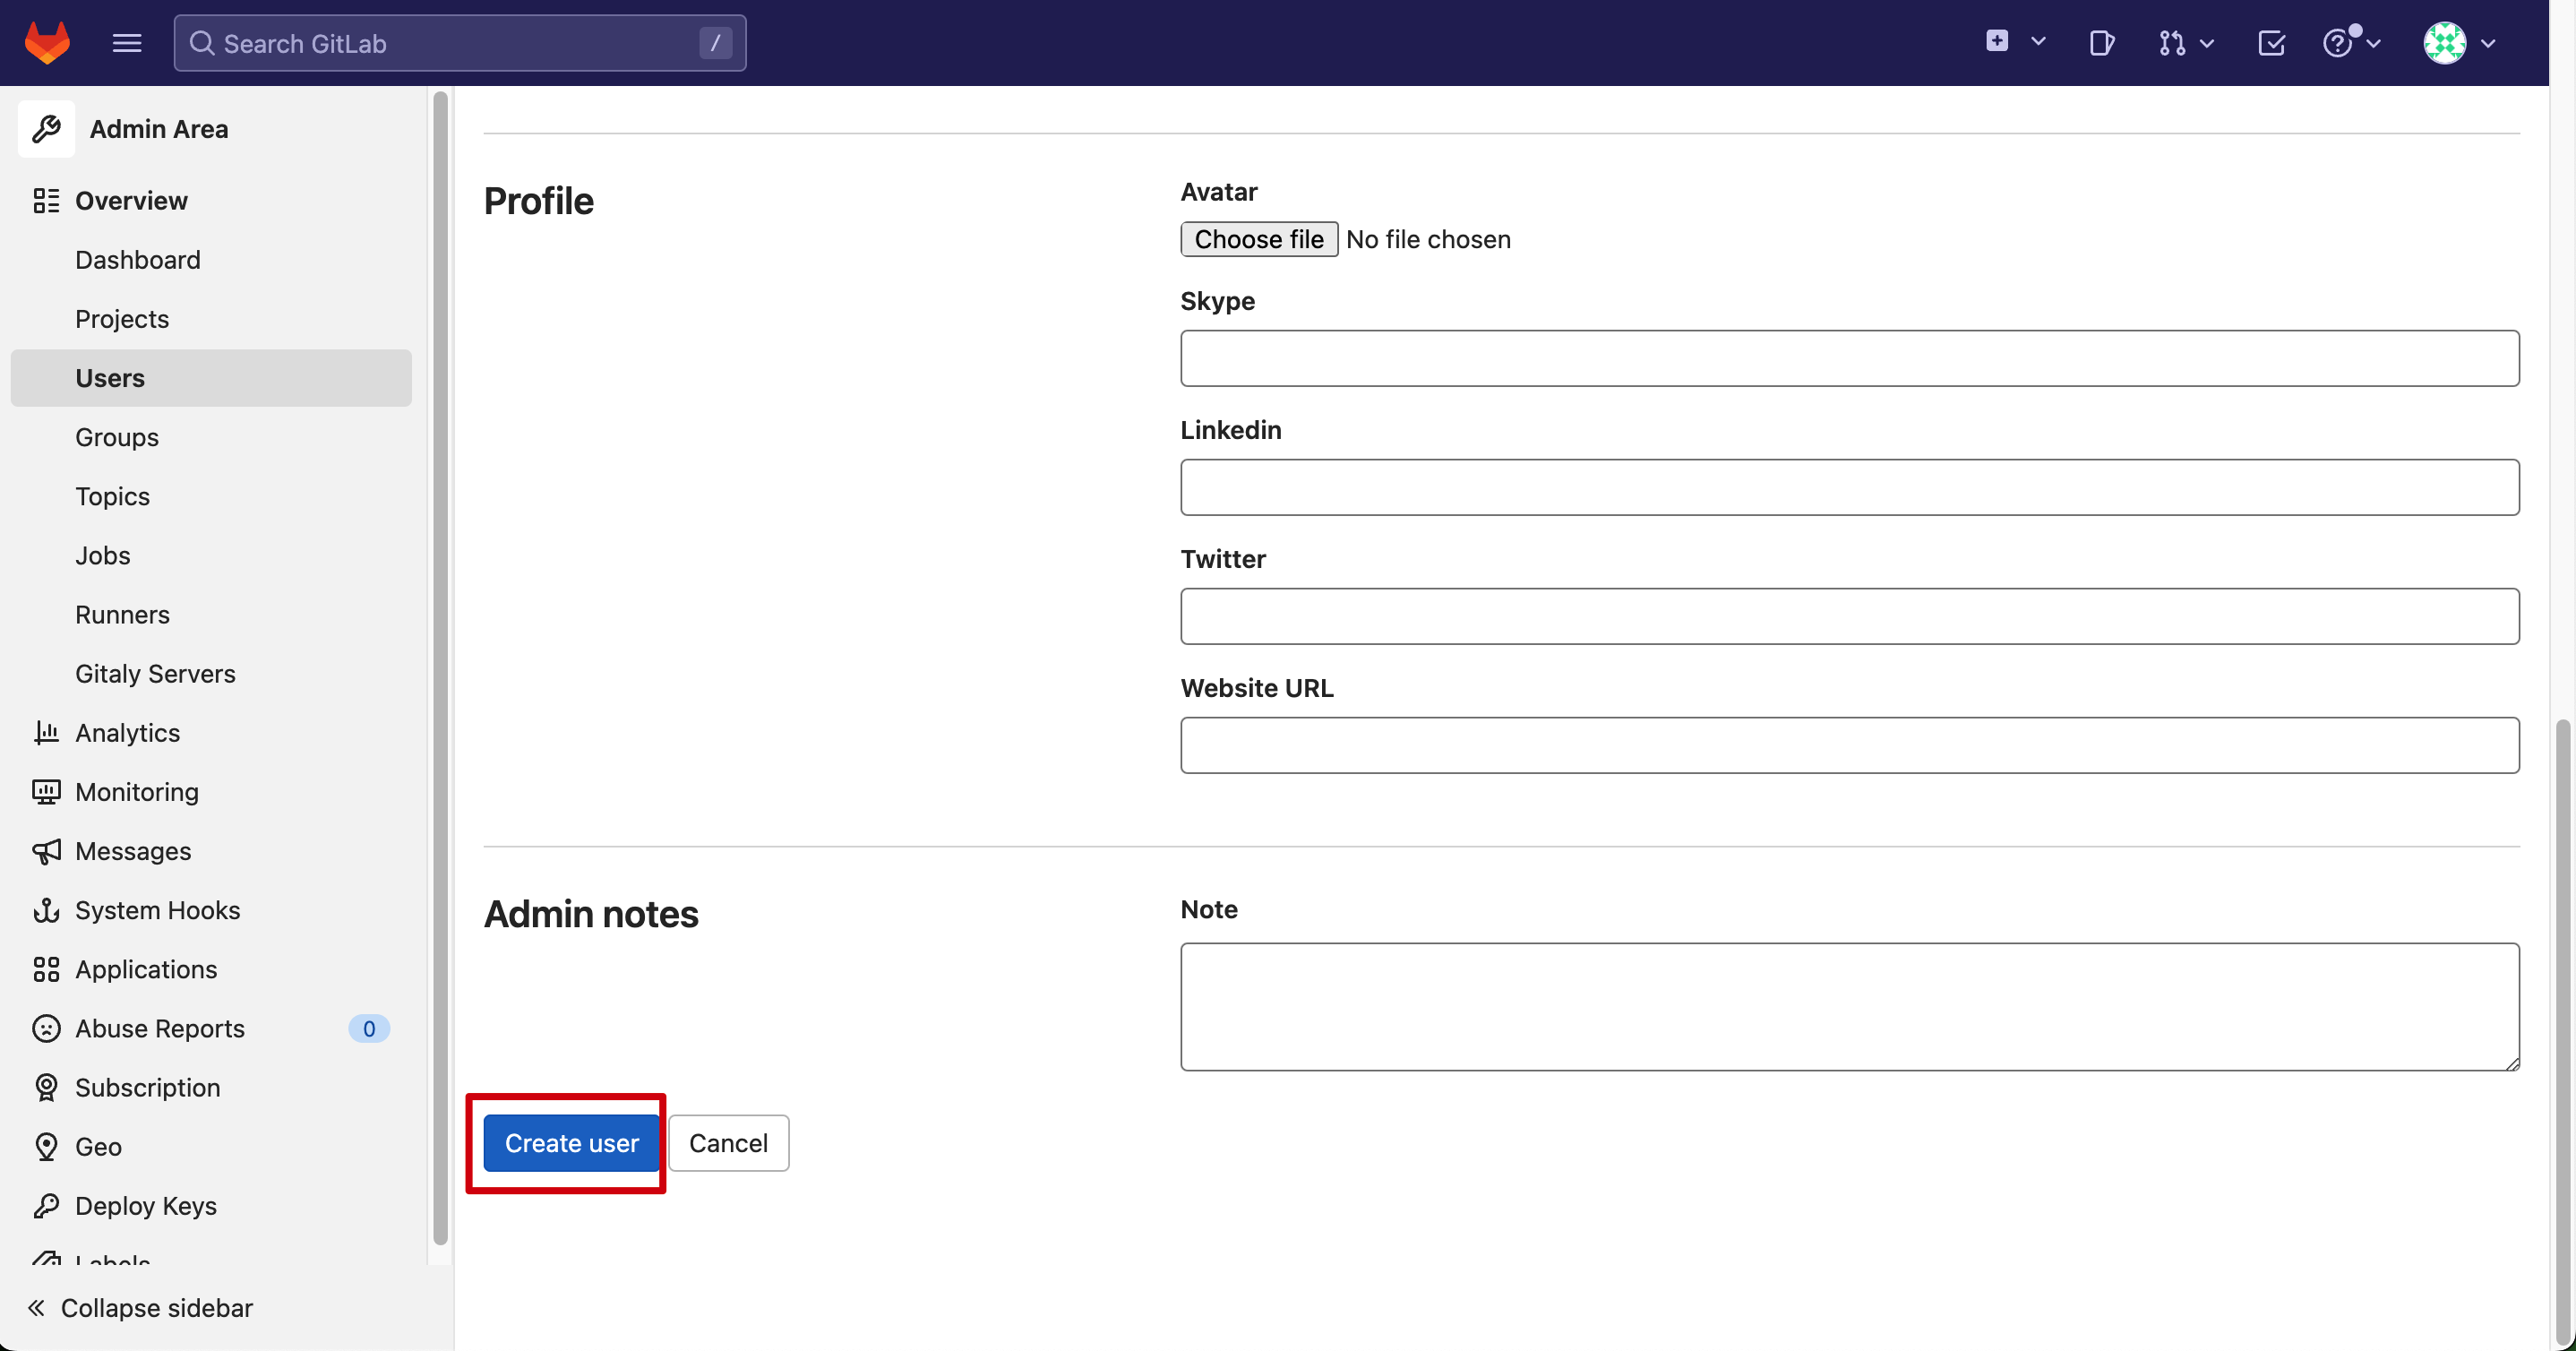 Search GitLab /
Admin Area
Overview
Dashboard
Projects
Users
Groups
Topics
Jobs
Runners
Gitaly Servers
Analytics
Monitoring
Messages
System Hooks
Applications
Abuse Reports 0
Subscription
Geo
Deploy Keys
Labels
Collapse sidebar
Profile
Avatar
Choose file No file chosen
Skype
Linkedin
Twitter
Website URL
Admin notes
Note
Create user Cancel